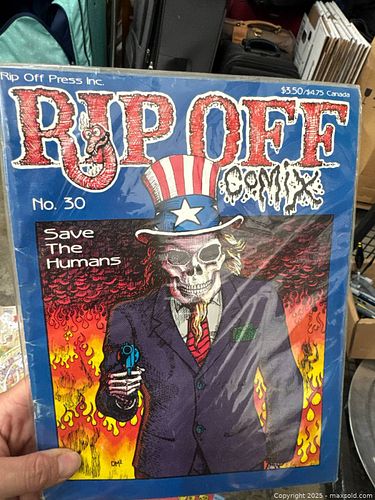 Rip Off Press Inc.
$3.50/$4.75 Canada
RIP OFF
COMIX
No. 30
Save
The
Humans
Copyright 2025 - maxsold.com